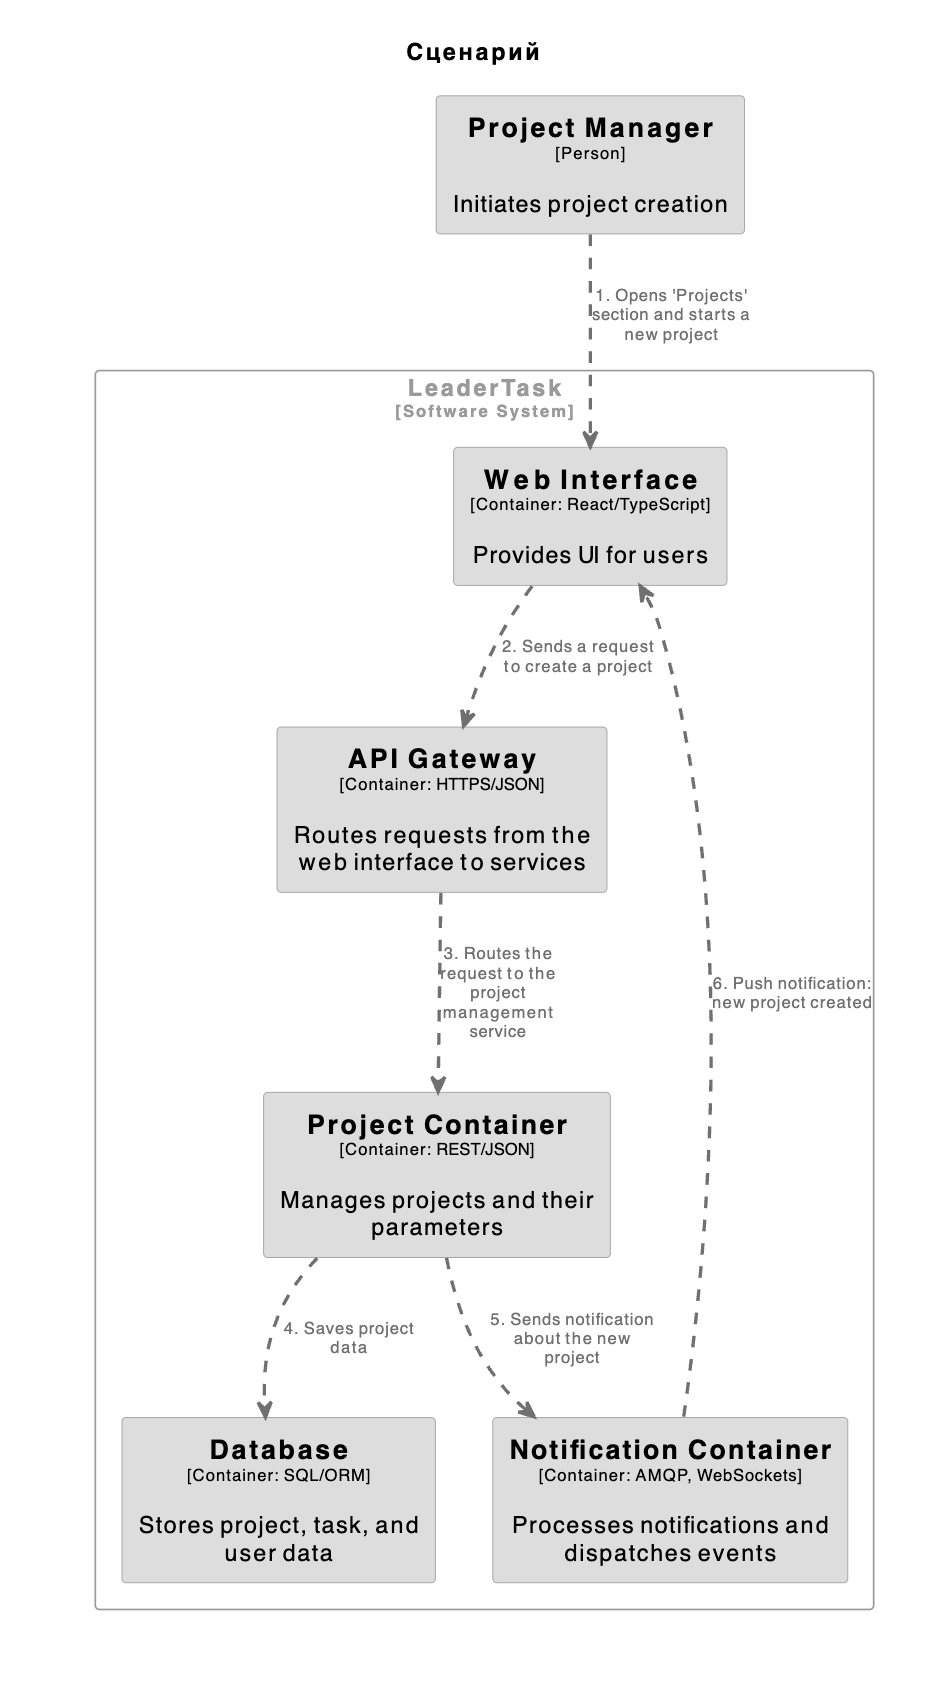 Сценарий
Project Manager
[Person]
Initiates project creation
1. Opens 'Projects'
section and starts a
new project
LeaderTask
[Software System]
Web Interface
[Container: React/TypeScript]
Provides UI for users
2. Sends a request
to create a project
API Gateway
[Container: HTTPS/JSON]
Routes requests from the
web interface to services
3. Routes the
request to the
project
management
service
6. Push notification:
new project created
Project Container
[Container: REST/JSON]
Manages projects and their
parameters
4. Saves project
data
5. Sends notification
about the new
project
Database
[Container: SQL/ORM]
Stores project, task, and
user data
Notification Container
[Container: AMQP, WebSockets]
Processes notifications and
dispatches events